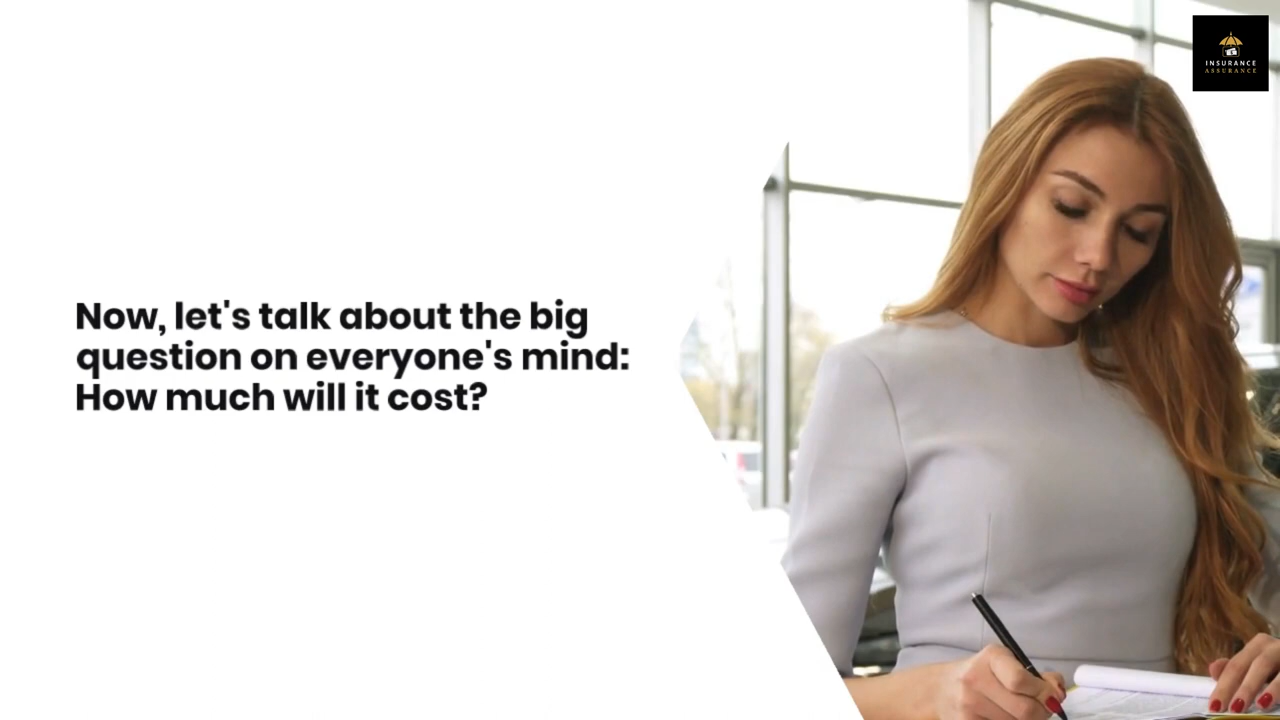 INSURANCE
ASSURANCE
Now, let's talk about the big
question on everyone's mind:
How much will it cost?